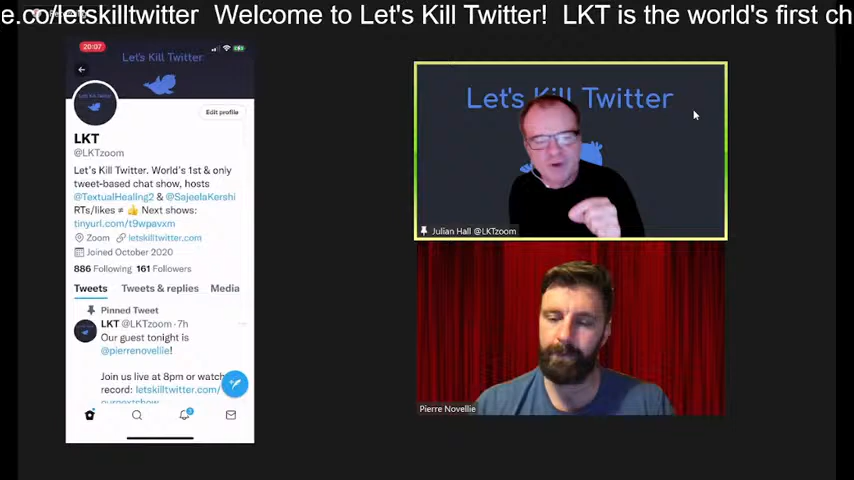 e.co/letskilltwitter  Welcome to Let's Kill Twitter!  LKT is the world's first ch
20:07
Let's Kill Twitter
Edit profile
LKT
@LKTzoom
Let's Kill Twitter. World's 1st & only
tweet-based chat show, hosts
@TextualHealing2 & @SajeelaKershi
RTs/likes ≠ 👍 Next shows:
tinyurl.com/t9wpavxm
Zoom letskilltwitter.com
Joined October 2020
886 Following 161 Followers
Tweets Tweets & replies Media
Pinned Tweet
LKT @LKTzoom · 7h
Our guest tonight is
@pierrenovellie!
Join us live at 8pm or watch
record: letskilltwitter.com/
ournextshow
Let's Kill Twitter
Julian Hall @LKTzoom
Pierre Novellie